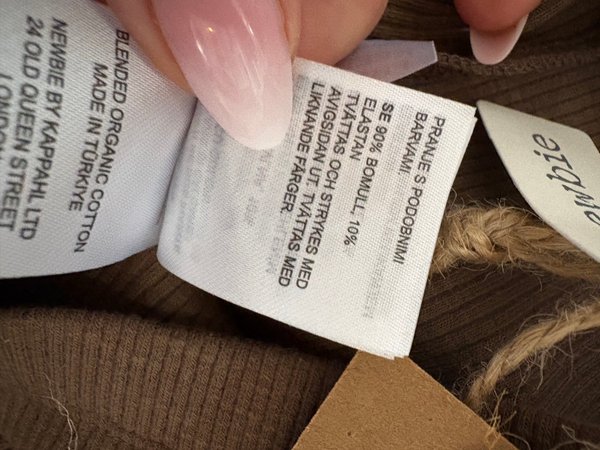 BLENDED ORGANIC COTTON
MADE IN TÜRKIYE
NEWBIE BY KAPPAHL LTD
24 OLD QUEEN STREET
PRANJE S PODOBNIMI
BARVAMI.
SE 90% BOMULL, 10%
ELASTAN
TVÄTTAS OCH STRYKES MED
AVIGSIDAN UT. TVÄTTAS MED
LIKNANDE FÄRGER.